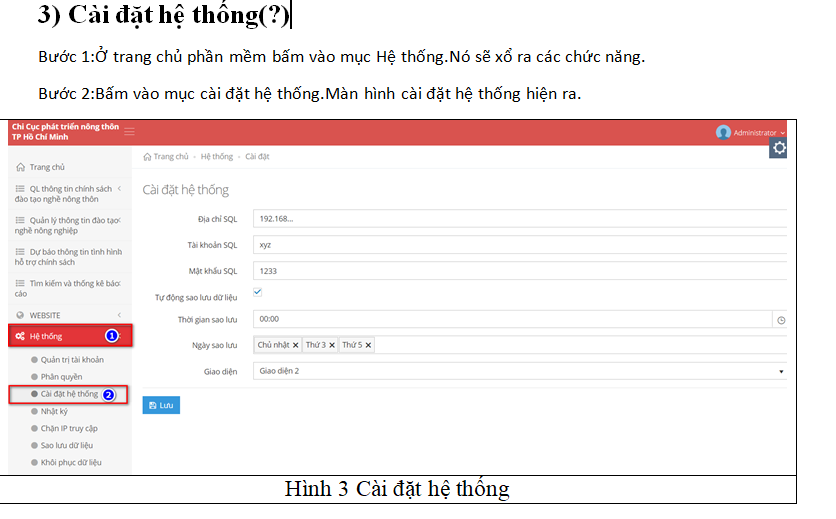 3) Cài đặt hệ thống(?)
Bước 1:Ở trang chủ phần mềm bấm vào mục Hệ thống.Nó sẽ xổ ra các chức năng.
Bước 2:Bấm vào mục cài đặt hệ thống.Màn hình cài đặt hệ thống hiện ra.
Chi Cục phát triển nông thôn
TP Hồ Chí Minh
Administrator
Trang chủ
QL thông tin chính sách
đào tạo nghề nông thôn
Quản lý thông tin đào tạo
nghề nông nghiệp
Dự báo thông tin tình hình
hỗ trợ chính sách
Tìm kiếm và thống kê báo
cáo
WEBSITE
Hệ thống 1
Quản trị tài khoản
Phân quyền
Cài đặt hệ thống 2
Nhật ký
Chặn IP truy cập
Sao lưu dữ liệu
Khôi phục dữ liệu
Trang chủ - Hệ thống - Cài đặt
Cài đặt hệ thống
Địa chỉ SQL 192.168...
Tài khoản SQL xyz
Mật khẩu SQL 1233
Tự động sao lưu dữ liệu
Thời gian sao lưu 00:00
Ngày sao lưu Chủ nhật × Thứ 3 × Thứ 5 ×
Giao diện Giao diện 2
Lưu
Hình 3 Cài đặt hệ thống